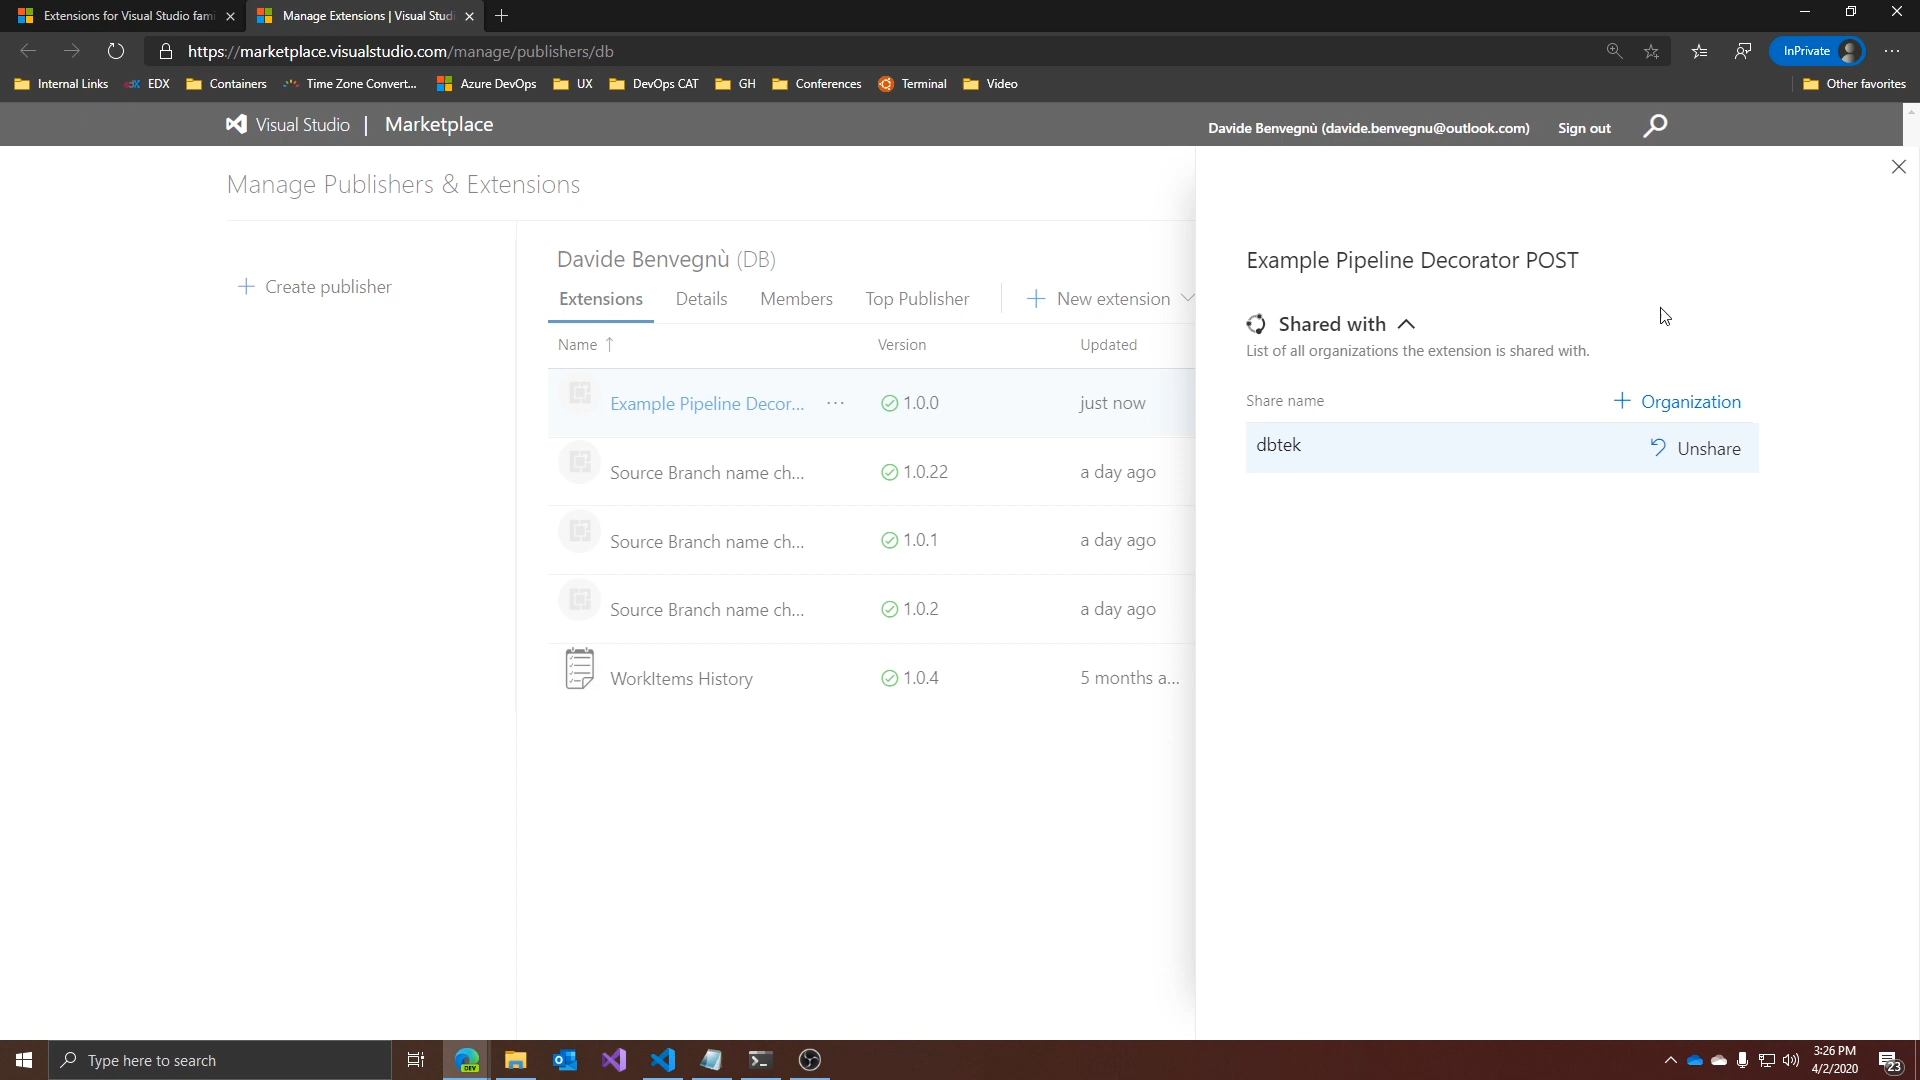 Extensions for Visual Studio fami
Manage Extensions | Visual Studi
https://marketplace.visualstudio.com/manage/publishers/db
InPrivate
Internal Links
EDX
Containers
Time Zone Convert...
Azure DevOps
UX
DevOps CAT
GH
Conferences
Terminal
Video
Other favorites
Visual Studio | Marketplace
Davide Benvegnù (davide.benvegnu@outlook.com)
Sign out
Manage Publishers & Extensions
Create publisher
Davide Benvegnù (DB)
Extensions
Details
Members
Top Publisher
New extension
Name
Version
Updated
Example Pipeline Decor...
1.0.0
just now
Source Branch name ch...
1.0.22
a day ago
Source Branch name ch...
1.0.1
a day ago
Source Branch name ch...
1.0.2
a day ago
WorkItems History
1.0.4
5 months a...
Example Pipeline Decorator POST
Shared with
List of all organizations the extension is shared with.
Share name
Organization
dbtek
Unshare
Type here to search
DEV
3:26 PM
4/2/2020
23